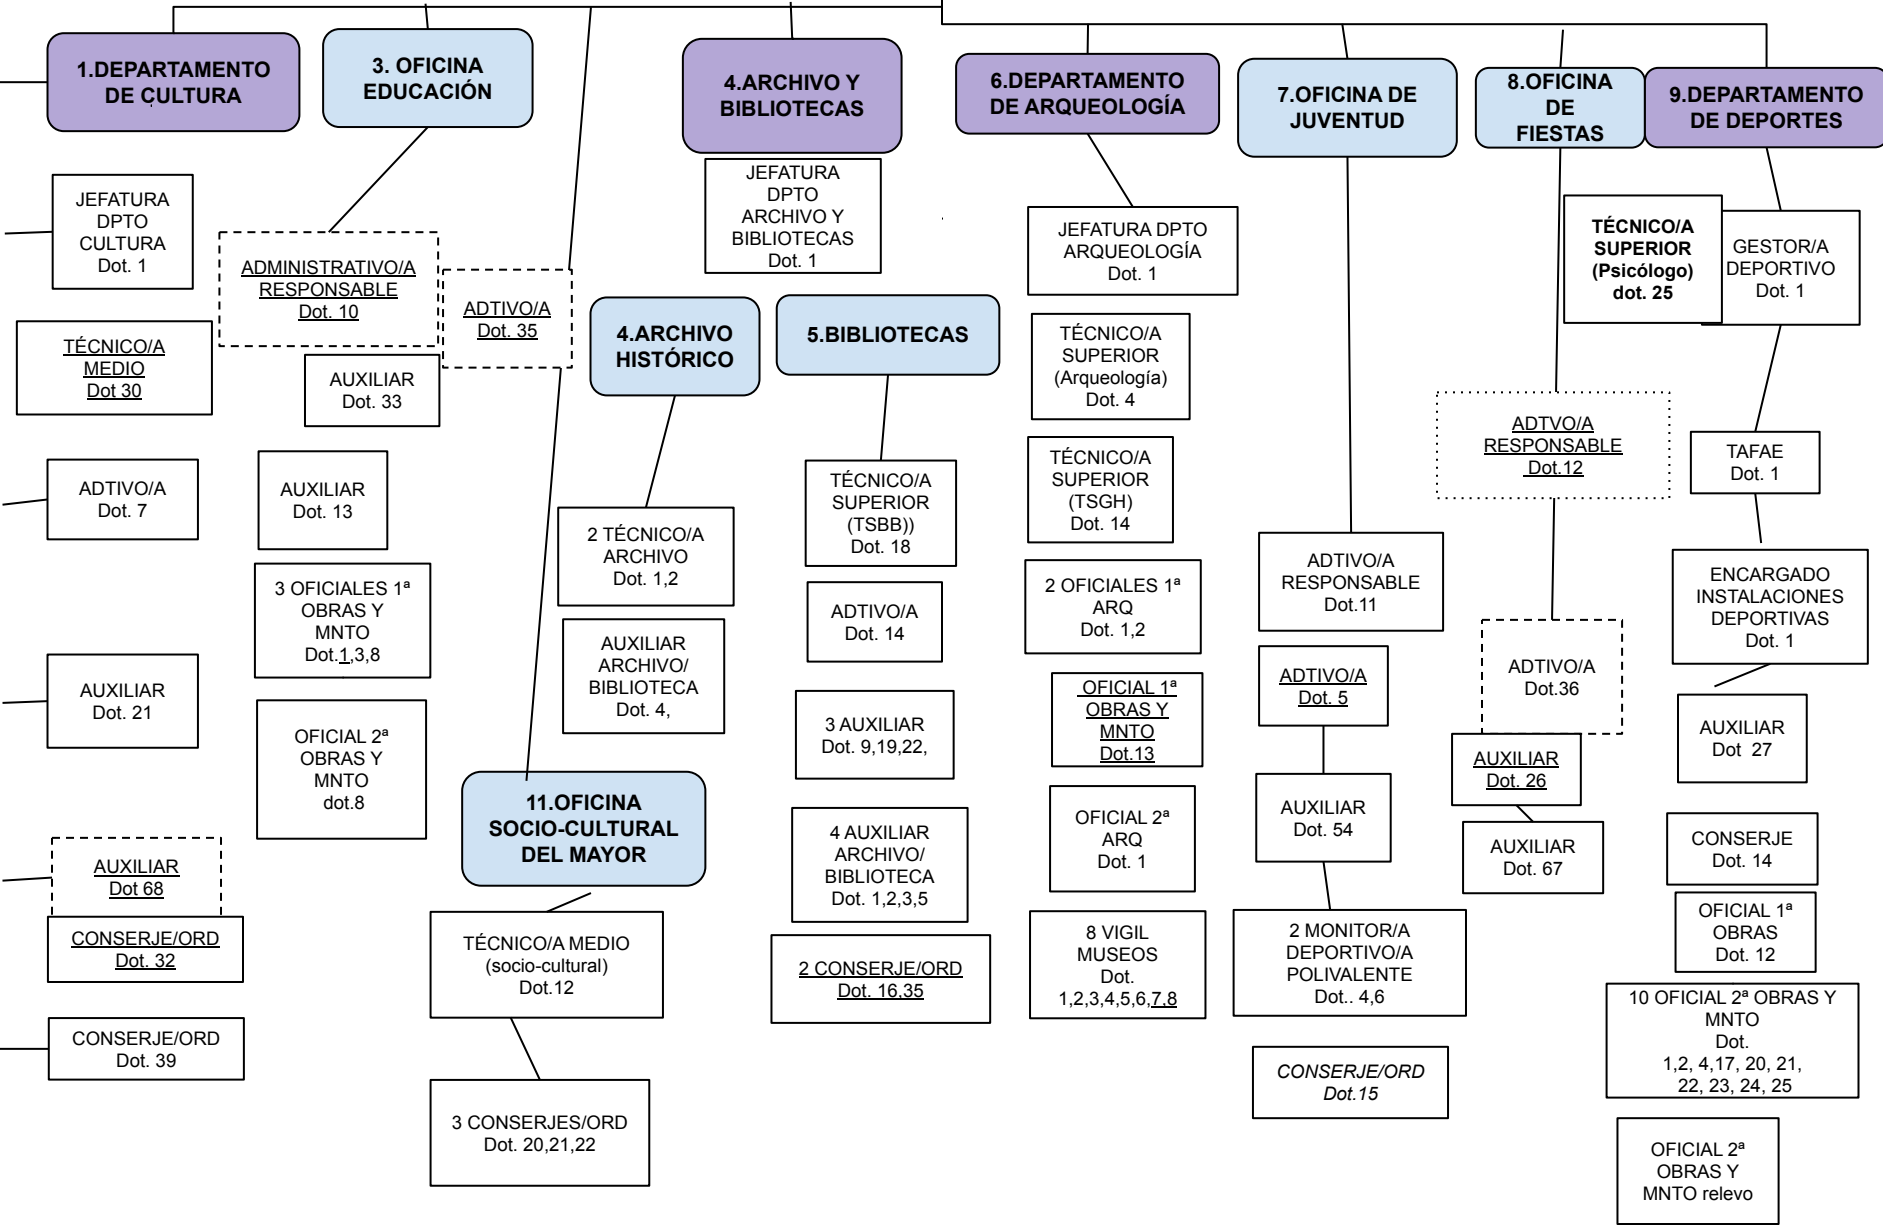 1.DEPARTAMENTO
DE CULTURA
JEFATURA
DPTO
CULTURA
Dot. 1
TÉCNICO/A
MEDIO
Dot 30
ADTIVO/A
Dot. 7
AUXILIAR
Dot. 21
AUXILIAR
Dot 68
CONSERJE/ORD
Dot. 32
CONSERJE/ORD
Dot. 39
3. OFICINA
EDUCACIÓN
ADMINISTRATIVO/A
RESPONSABLE
Dot. 10
AUXILIAR
Dot. 33
AUXILIAR
Dot. 13
3 OFICIALES 1ª
OBRAS Y
MNTO
Dot.1,3,8
OFICIAL 2ª
OBRAS Y
MNTO
dot.8
ADTIVO/A
Dot. 35
11.OFICINA
SOCIO-CULTURAL
DEL MAYOR
TÉCNICO/A MEDIO
(socio-cultural)
Dot.12
3 CONSERJES/ORD
Dot. 20,21,22
4.ARCHIVO Y
BIBLIOTECAS
JEFATURA
DPTO
ARCHIVO Y
BIBLIOTECAS
Dot. 1
4.ARCHIVO
HISTÓRICO
2 TÉCNICO/A
ARCHIVO
Dot. 1,2
AUXILIAR
ARCHIVO/
BIBLIOTECA
Dot. 4,
5.BIBLIOTECAS
TÉCNICO/A
SUPERIOR
(TSBB))
Dot. 18
ADTIVO/A
Dot. 14
3 AUXILIAR
Dot. 9,19,22,
4 AUXILIAR
ARCHIVO/
BIBLIOTECA
Dot. 1,2,3,5
2 CONSERJE/ORD
Dot. 16,35
6.DEPARTAMENTO
DE ARQUEOLOGÍA
JEFATURA DPTO
ARQUEOLOGÍA
Dot. 1
TÉCNICO/A
SUPERIOR
(Arqueología)
Dot. 4
TÉCNICO/A
SUPERIOR
(TSGH)
Dot. 14
2 OFICIALES 1ª
ARQ
Dot. 1,2
OFICIAL 1ª
OBRAS Y
MNTO
Dot.13
OFICIAL 2ª
ARQ
Dot. 1
8 VIGIL
MUSEOS
Dot.
1,2,3,4,5,6,7,8
7.OFICINA DE
JUVENTUD
ADTIVO/A
RESPONSABLE
Dot.11
ADTIVO/A
Dot. 5
AUXILIAR
Dot. 54
2 MONITOR/A
DEPORTIVO/A
POLIVALENTE
Dot.. 4,6
CONSERJE/ORD
Dot.15
8.OFICINA
DE
FIESTAS
TÉCNICO/A
SUPERIOR
(Psicólogo)
dot. 25
ADTVO/A
RESPONSABLE
Dot.12
ADTIVO/A
Dot.36
AUXILIAR
Dot. 26
AUXILIAR
Dot. 67
9.DEPARTAMENTO
DE DEPORTES
GESTOR/A
DEPORTIVO
Dot. 1
TAFAE
Dot. 1
ENCARGADO
INSTALACIONES
DEPORTIVAS
Dot. 1
AUXILIAR
Dot 27
CONSERJE
Dot. 14
OFICIAL 1ª
OBRAS
Dot. 12
10 OFICIAL 2ª OBRAS Y
MNTO
Dot.
1,2, 4,17, 20, 21,
22, 23, 24, 25
OFICIAL 2ª
OBRAS Y
MNTO relevo